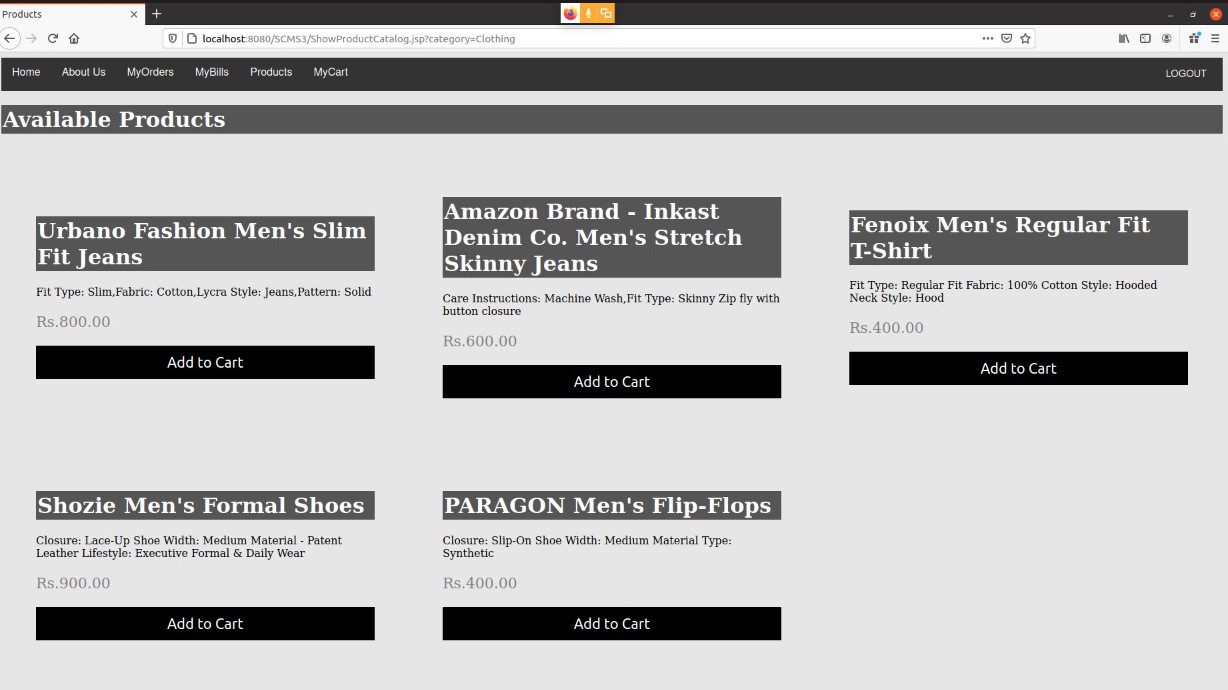 Products
localhost:8080/SCMS3/ShowProductCatalog.jsp?category=Clothing
Home About Us MyOrders MyBills Products MyCart LOGOUT
Available Products
Urbano Fashion Men's Slim
Fit Jeans
Fit Type: Slim,Fabric: Cotton,Lycra Style: Jeans,Pattern: Solid
Rs.800.00
Add to Cart
Amazon Brand - Inkast
Denim Co. Men's Stretch
Skinny Jeans
Care Instructions: Machine Wash,Fit Type: Skinny Zip fly with
button closure
Rs.600.00
Add to Cart
Fenoix Men's Regular Fit
T-Shirt
Fit Type: Regular Fit Fabric: 100% Cotton Style: Hooded
Neck Style: Hood
Rs.400.00
Add to Cart
Shozie Men's Formal Shoes
Closure: Lace-Up Shoe Width: Medium Material - Patent
Leather Lifestyle: Executive Formal & Daily Wear
Rs.900.00
Add to Cart
PARAGON Men's Flip-Flops
Closure: Slip-On Shoe Width: Medium Material Type:
Synthetic
Rs.400.00
Add to Cart